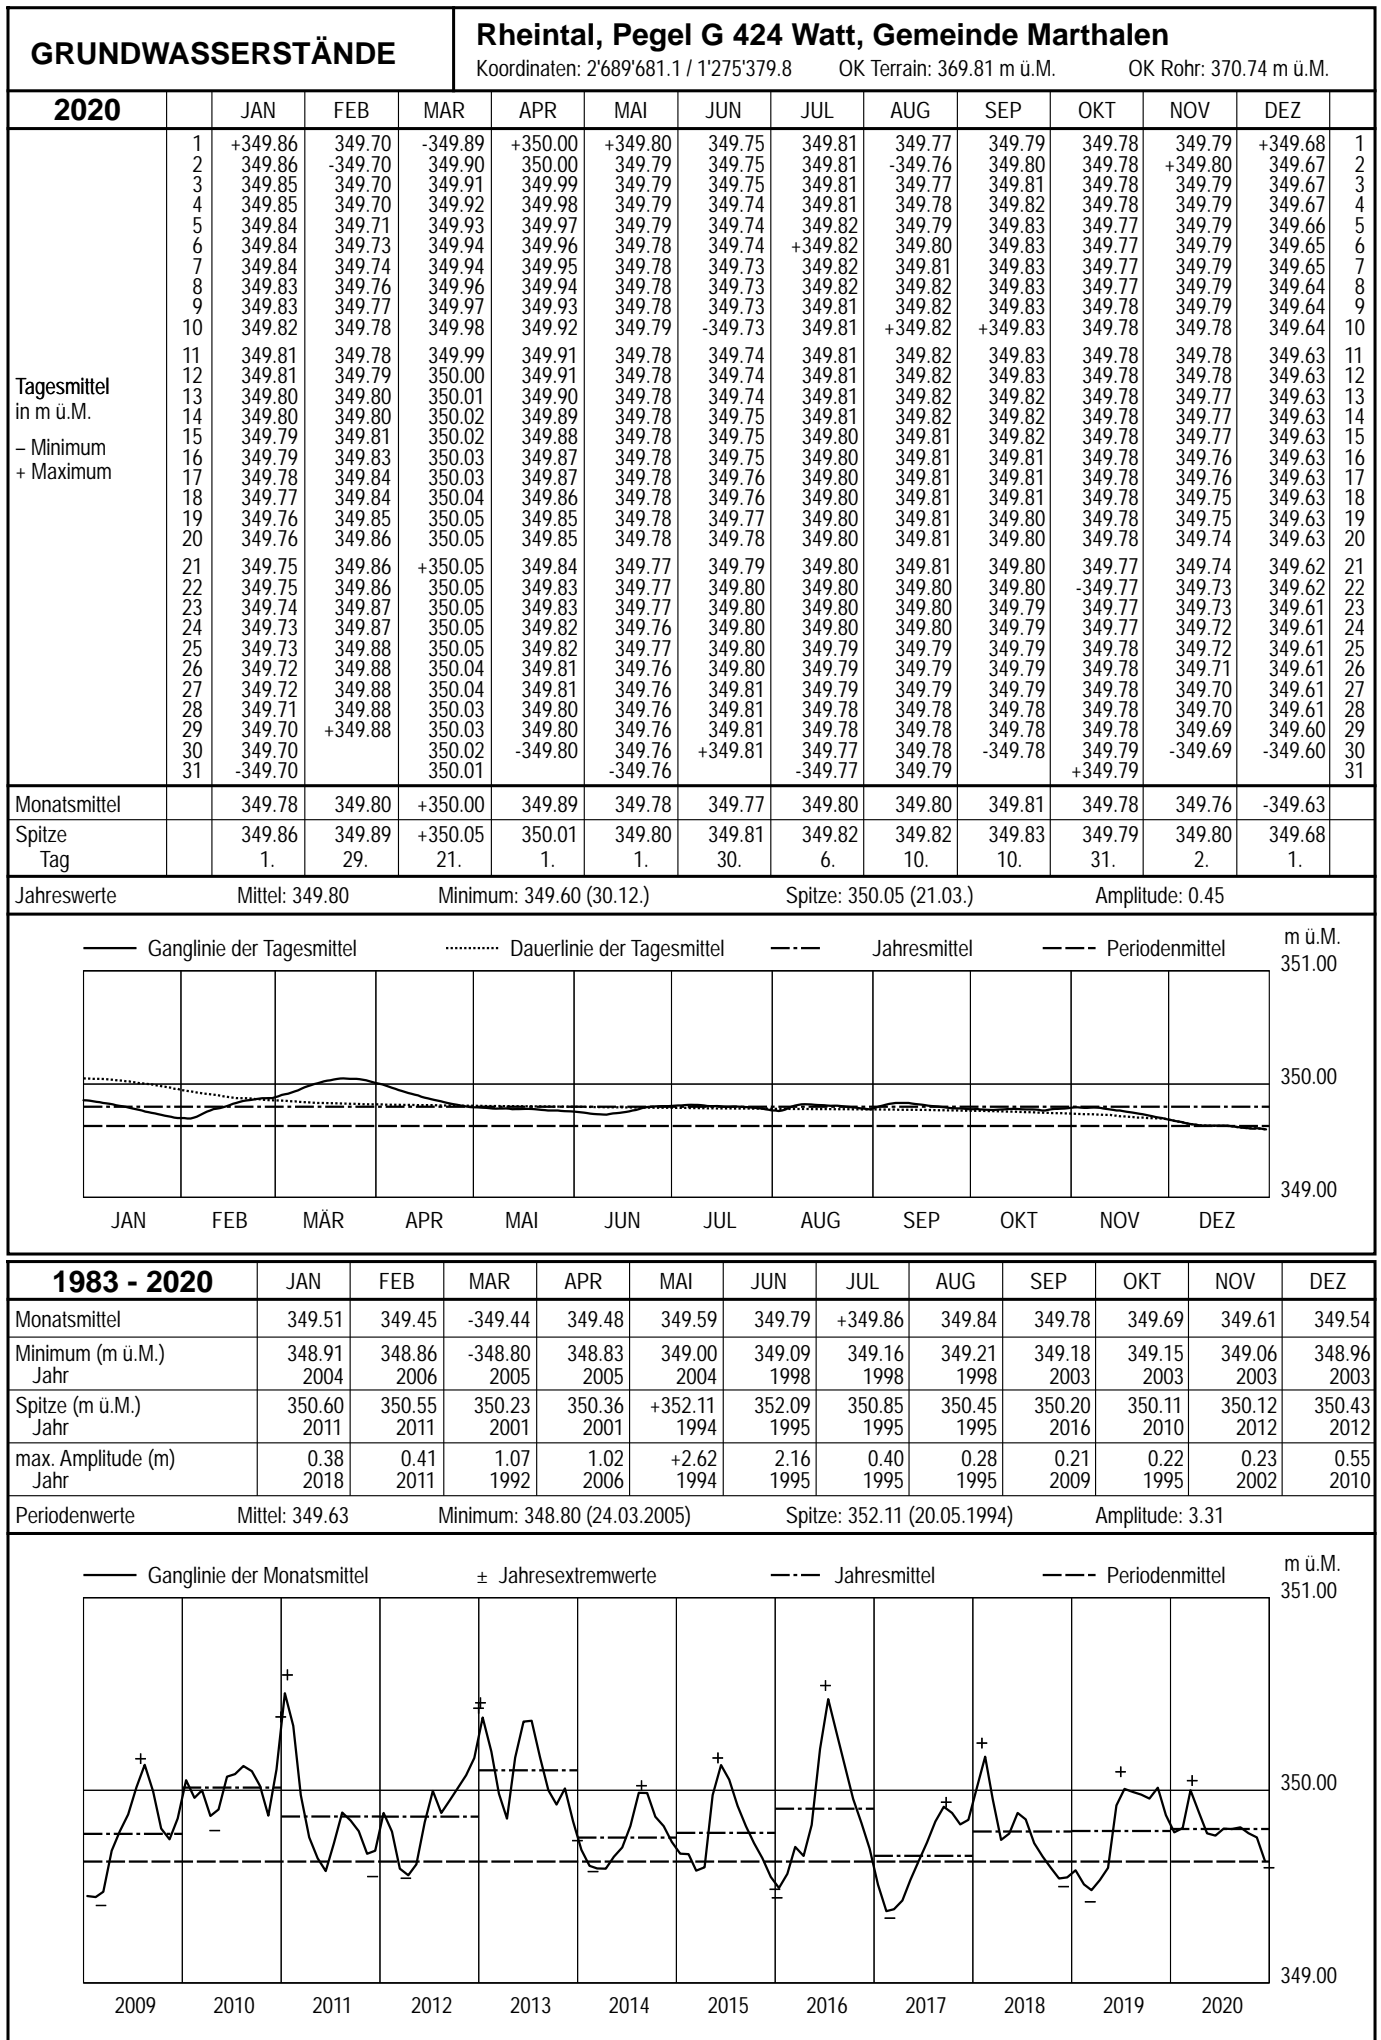 GRUNDWASSERSTÄNDE
Rheintal, Pegel G 424 Watt, Gemeinde Marthalen
Koordinaten: 2'689'681.1 / 1'275'379.8 OK Terrain: 369.81 m ü.M. OK Rohr: 370.74 m ü.M.
2020 JAN FEB MAR APR MAI JUN JUL AUG SEP OKT NOV DEZ
1 +349.86 349.70 -349.89 +350.00 +349.80 349.75 349.81 349.77 349.79 349.78 349.79 +349.68 1
2 349.86 -349.70 349.90 350.00 349.79 349.75 349.81 -349.76 349.80 349.78 +349.80 349.67 2
3 349.85 349.70 349.91 349.99 349.79 349.75 349.81 349.77 349.81 349.78 349.79 349.67 3
4 349.85 349.70 349.92 349.98 349.79 349.74 349.81 349.78 349.82 349.78 349.79 349.67 4
5 349.84 349.71 349.93 349.97 349.79 349.74 349.82 349.79 349.83 349.77 349.79 349.66 5
6 349.84 349.73 349.94 349.96 349.78 349.74 +349.82 349.80 349.83 349.77 349.79 349.65 6
7 349.84 349.74 349.94 349.95 349.78 349.73 349.82 349.81 349.83 349.77 349.79 349.65 7
8 349.83 349.76 349.96 349.94 349.78 349.73 349.82 349.82 349.83 349.77 349.79 349.64 8
9 349.83 349.77 349.97 349.93 349.78 349.73 349.81 349.82 349.83 349.78 349.79 349.64 9
10 349.82 349.78 349.98 349.92 349.79 -349.73 349.81 +349.82 +349.83 349.78 349.78 349.64 10
11 349.81 349.78 349.99 349.91 349.78 349.74 349.81 349.82 349.83 349.78 349.78 349.63 11
12 349.81 349.79 350.00 349.91 349.78 349.74 349.81 349.82 349.83 349.78 349.78 349.63 12
Tagesmittel 13 349.80 349.80 350.01 349.90 349.78 349.74 349.81 349.82 349.82 349.78 349.77 349.63 13
in m ü.M. 14 349.80 349.80 350.02 349.89 349.78 349.75 349.81 349.82 349.82 349.78 349.77 349.63 14
– Minimum 15 349.79 349.81 350.02 349.88 349.78 349.75 349.80 349.81 349.82 349.78 349.77 349.63 15
+ Maximum 16 349.79 349.83 350.03 349.87 349.78 349.75 349.80 349.81 349.81 349.78 349.76 349.63 16
17 349.78 349.84 350.03 349.87 349.78 349.76 349.80 349.81 349.81 349.78 349.76 349.63 17
18 349.77 349.84 350.04 349.86 349.78 349.76 349.80 349.81 349.81 349.78 349.75 349.63 18
19 349.76 349.85 350.05 349.85 349.78 349.77 349.80 349.81 349.80 349.78 349.75 349.63 19
20 349.76 349.86 350.05 349.85 349.78 349.78 349.80 349.81 349.80 349.78 349.74 349.63 20
21 349.75 349.86 +350.05 349.84 349.77 349.79 349.80 349.81 349.80 349.77 349.74 349.62 21
22 349.75 349.86 350.05 349.83 349.77 349.80 349.80 349.80 349.80 -349.77 349.73 349.62 22
23 349.74 349.87 350.05 349.83 349.77 349.80 349.80 349.80 349.79 349.77 349.73 349.61 23
24 349.73 349.87 350.05 349.82 349.76 349.80 349.80 349.80 349.79 349.77 349.72 349.61 24
25 349.73 349.88 350.05 349.82 349.77 349.80 349.79 349.79 349.79 349.78 349.72 349.61 25
26 349.72 349.88 350.04 349.81 349.76 349.80 349.79 349.79 349.79 349.78 349.71 349.61 26
27 349.72 349.88 350.04 349.81 349.76 349.81 349.79 349.79 349.79 349.78 349.70 349.61 27
28 349.71 349.88 350.03 349.80 349.76 349.81 349.78 349.78 349.78 349.78 349.70 349.61 28
29 349.70 +349.88 350.03 349.80 349.76 349.81 349.78 349.78 349.78 349.78 349.69 349.60 29
30 349.70 350.02 -349.80 349.76 +349.81 349.77 349.78 -349.78 349.79 -349.69 -349.60 30
31 -349.70 350.01 -349.76 -349.77 349.79 +349.79 31
Monatsmittel 349.78 349.80 +350.00 349.89 349.78 349.77 349.80 349.80 349.81 349.78 349.76 -349.63
Spitze 349.86 349.89 +350.05 350.01 349.80 349.81 349.82 349.82 349.83 349.79 349.80 349.68
Tag 1. 29. 21. 1. 1. 30. 6. 10. 10. 31. 2. 1.
Jahreswerte Mittel: 349.80 Minimum: 349.60 (30.12.) Spitze: 350.05 (21.03.) Amplitude: 0.45
Ganglinie der Tagesmittel Dauerlinie der Tagesmittel Jahresmittel Periodenmittel m ü.M.
351.00
350.00
349.00
JAN FEB MÄR APR MAI JUN JUL AUG SEP OKT NOV DEZ
1983 - 2020 JAN FEB MAR APR MAI JUN JUL AUG SEP OKT NOV DEZ
Monatsmittel 349.51 349.45 -349.44 349.48 349.59 349.79 +349.86 349.84 349.78 349.69 349.61 349.54
Minimum (m ü.M.) 348.91 348.86 -348.80 348.83 349.00 349.09 349.16 349.21 349.18 349.15 349.06 348.96
Jahr 2004 2006 2005 2005 2004 1998 1998 1998 2003 2003 2003 2003
Spitze (m ü.M.) 350.60 350.55 350.23 350.36 +352.11 352.09 350.85 350.45 350.20 350.11 350.12 350.43
Jahr 2011 2011 2001 2001 1994 1995 1995 1995 2016 2010 2012 2012
max. Amplitude (m) 0.38 0.41 1.07 1.02 +2.62 2.16 0.40 0.28 0.21 0.22 0.23 0.55
Jahr 2018 2011 1992 2006 1994 1995 1995 1995 2009 1995 2002 2010
Periodenwerte Mittel: 349.63 Minimum: 348.80 (24.03.2005) Spitze: 352.11 (20.05.1994) Amplitude: 3.31
Ganglinie der Monatsmittel ± Jahresextremwerte Jahresmittel Periodenmittel m ü.M.
351.00
350.00
349.00
2009 2010 2011 2012 2013 2014 2015 2016 2017 2018 2019 2020